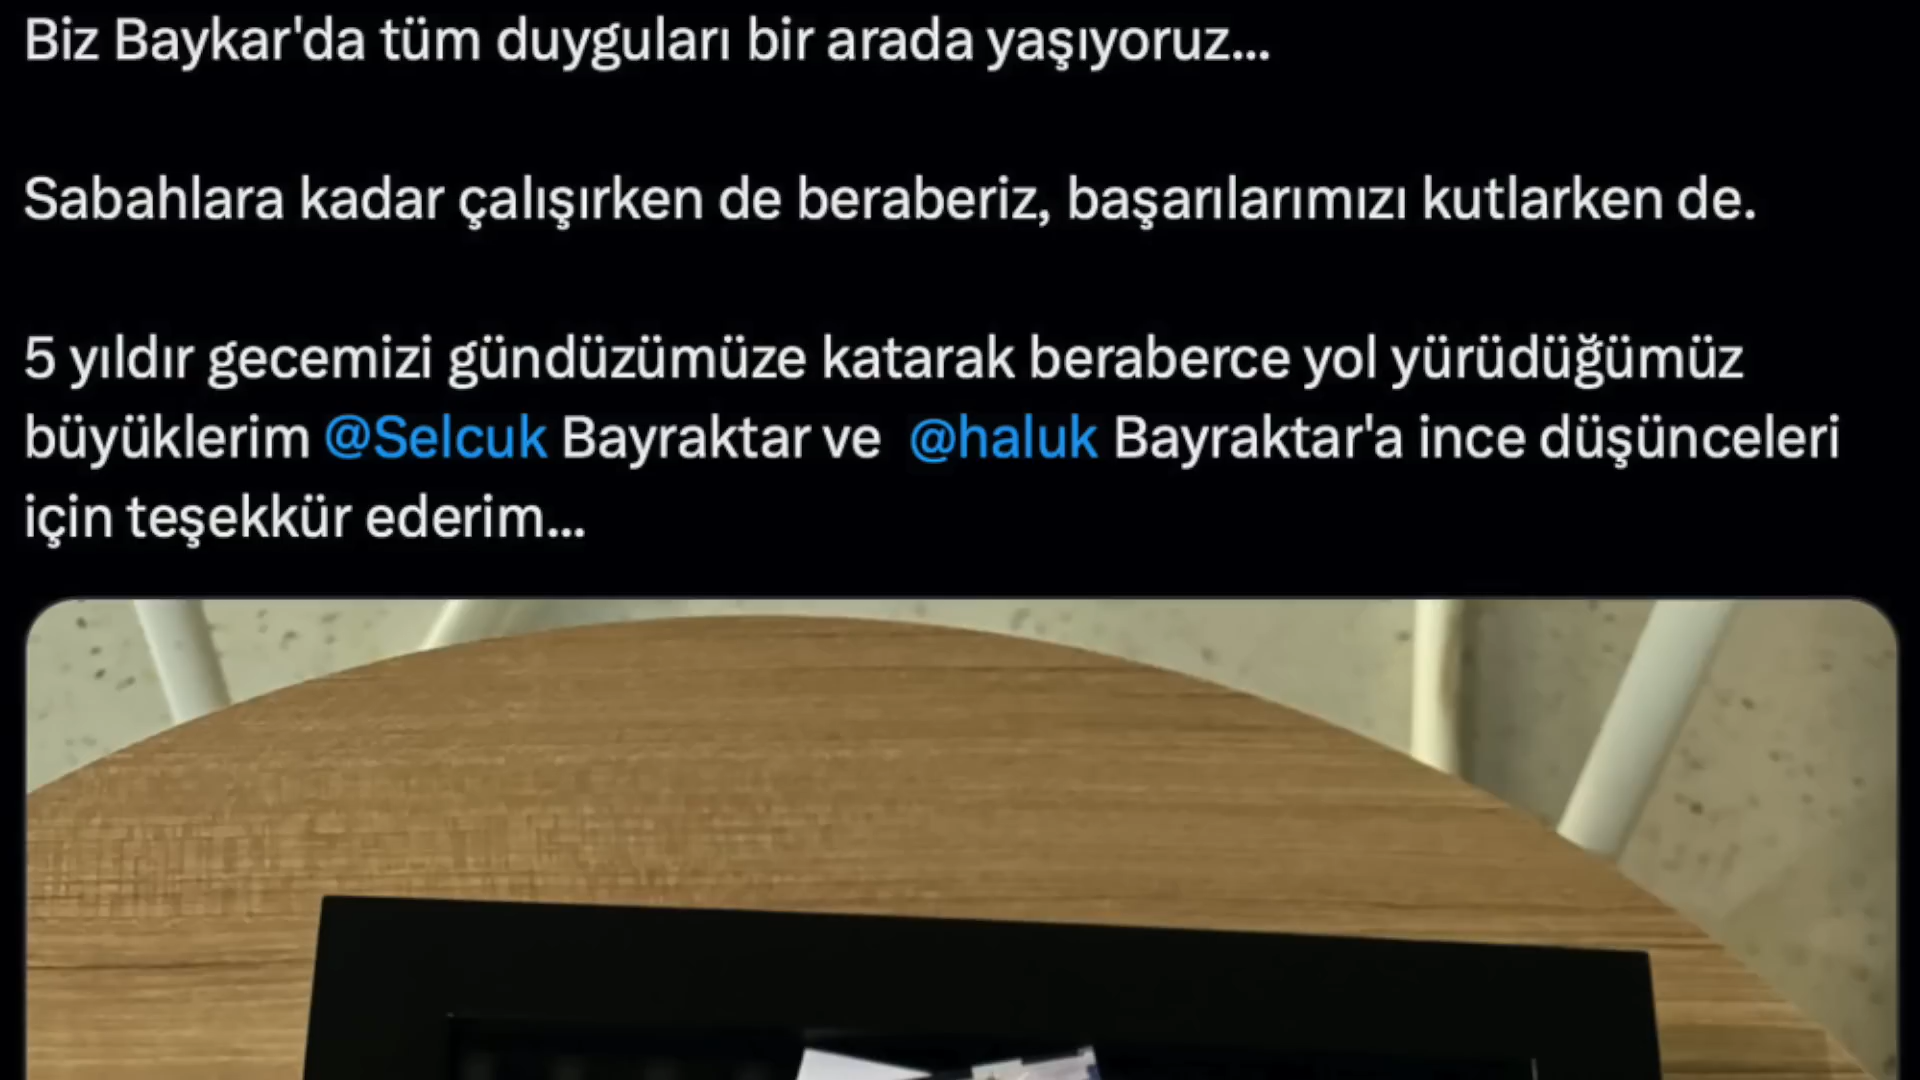 Biz Baykar'da tüm duyguları bir arada yaşıyoruz...
Sabahlara kadar çalışırken de beraberiz, başarılarımızı kutlarken de.
5 yıldır gecemizi gündüzümüze katarak beraberce yol yürüdüğümüz
büyüklerim @Selcuk Bayraktar ve @haluk Bayraktar'a ince düşünceleri
için teşekkür ederim...